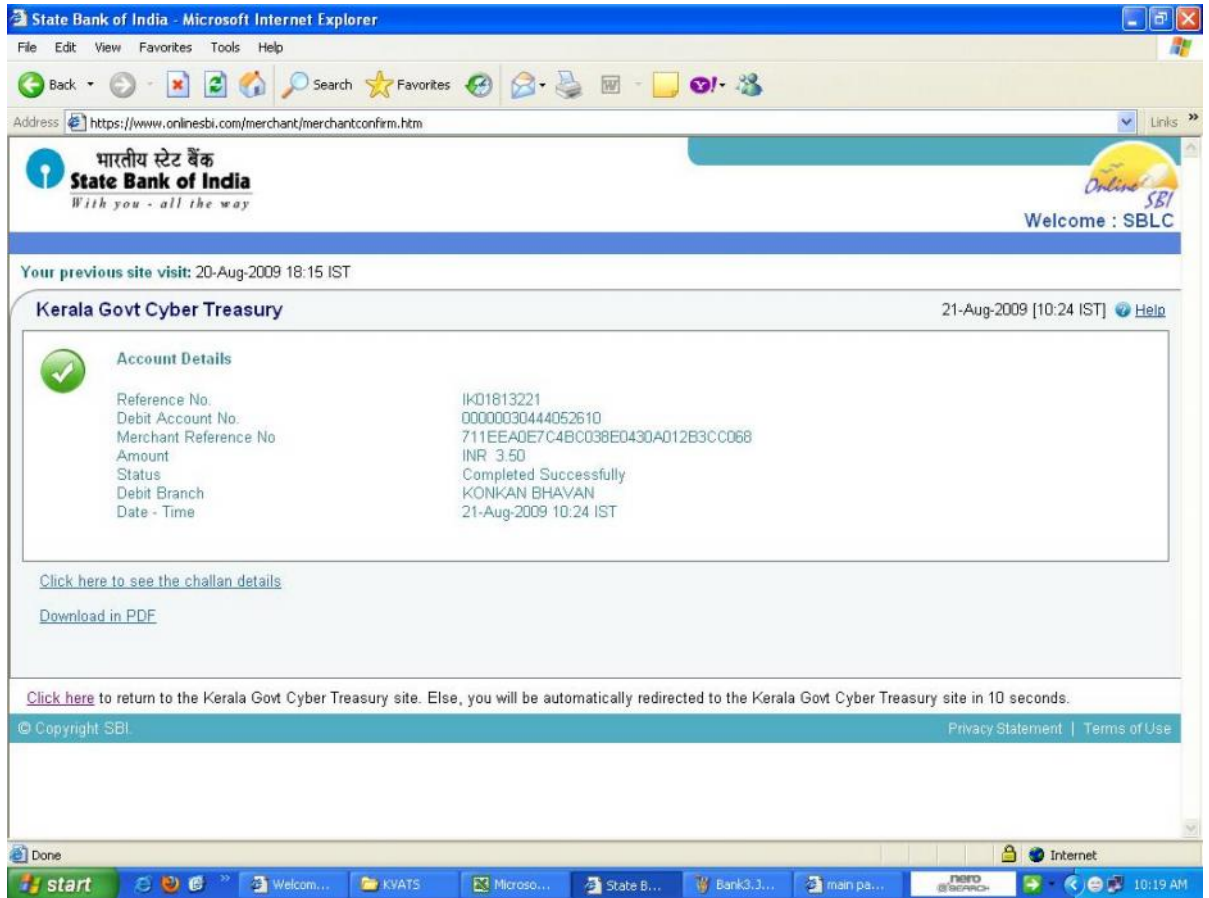 State Bank of India - Microsoft Internet Explorer
File Edit View Favorites Tools Help
Back Search Favorites
Address https://www.onlinesbi.com/merchant/merchantconfirm.htm Links »
भारतीय स्टेट बैंक
State Bank of India
With you - all the way
Online SBI
Welcome : SBLC
Your previous site visit: 20-Aug-2009 18:15 IST
Kerala Govt Cyber Treasury 21-Aug-2009 [10:24 IST] Help
Account Details
Reference No. IK01813221
Debit Account No. 00000030444052610
Merchant Reference No 711EEA0E7C4BC038E0430A012B3CC068
Amount INR 3.50
Status Completed Successfully
Debit Branch KONKAN BHAVAN
Date - Time 21-Aug-2009 10:24 IST
Click here to see the challan details
Download in PDF
Click here to return to the Kerala Govt Cyber Treasury site. Else, you will be automatically redirected to the Kerala Govt Cyber Treasury site in 10 seconds.
© Copyright SBI. Privacy Statement | Terms of Use
Done Internet
start » Welcom... KVATS Microso... State B... Bank3.3... main pa... nero SEARCH 10:19 AM